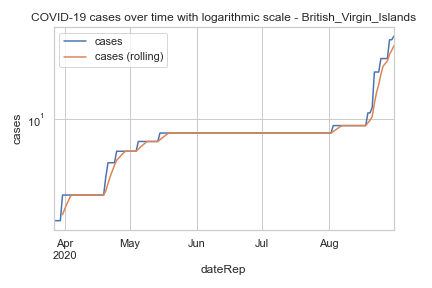 COVID-19 cases over time with logarithmic scale - British_Virgin_Islands
cases
cases (rolling)
cases
10^1
Apr
2020
May
Jun
Jul
Aug
dateRep